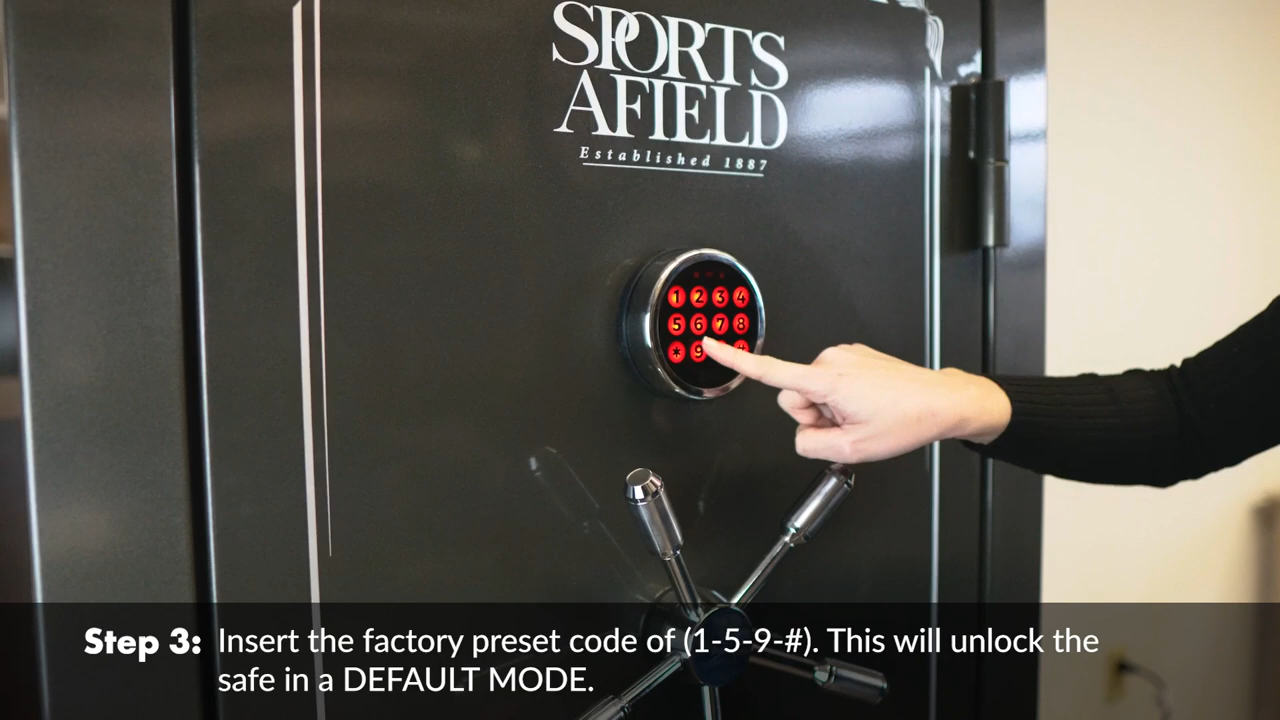 SPORTS
AFIELD
Established 1887
1 2 3 4
5 6 7 8
* 9 #
Step 3: Insert the factory preset code of (1-5-9-#). This will unlock the
safe in a DEFAULT MODE.